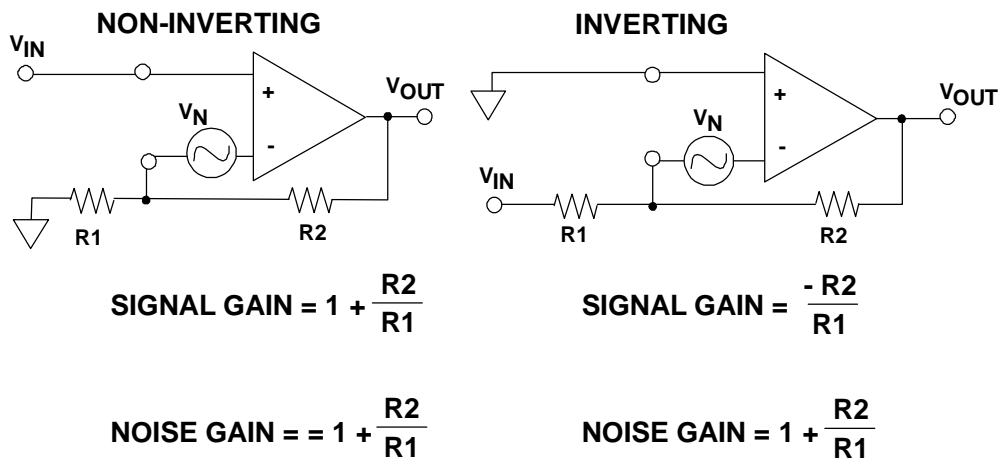 NON-INVERTING
INVERTING
VIN
VOUT
VN
+
-
R1
R2
VOUT
VN
+
-
VIN
R1
R2
SIGNAL GAIN = 1 + R2/R1
SIGNAL GAIN = - R2/R1
NOISE GAIN = = 1 + R2/R1
NOISE GAIN = 1 + R2/R1